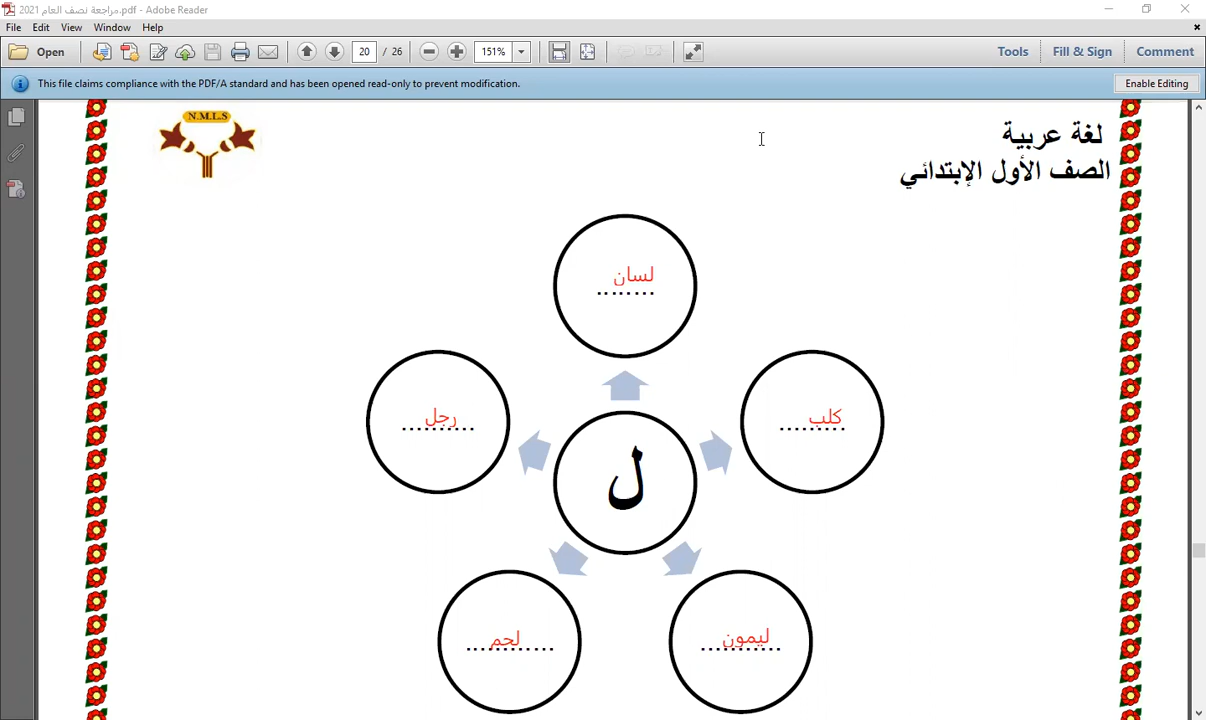 مراجعة نصف العام 2021.pdf - Adobe Reader
File Edit View Window Help
Open 20 / 26 151% Tools Fill & Sign Comment
This file claims compliance with the PDF/A standard and has been opened read-only to prevent modification. Enable Editing
N.M.L.S
لغة عربية
الصف الأول الإبتدائي
لسان
........
كلب
.........
رجل
..........
ل
ليمون
...........
لحم
............